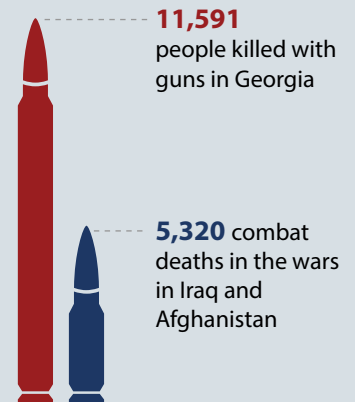 11,591
people killed with
guns in Georgia
5,320 combat
deaths in the wars
in Iraq and
Afghanistan